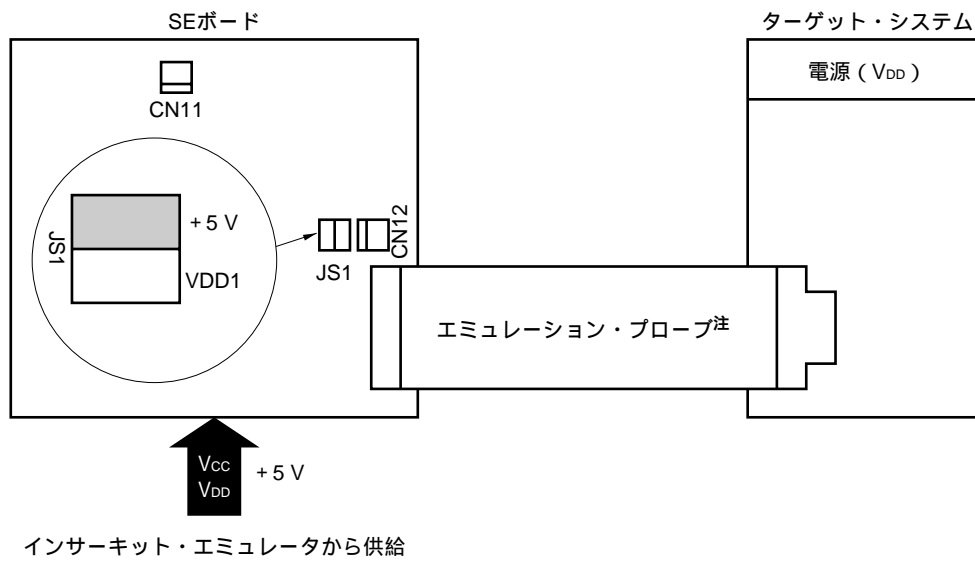 SEボード
ターゲット・システム
電源（VDD）
CN11
JS1
+5 V
VDD1
JS1
CN12
エミュレーション・プローブ注
VCC
VDD
+5 V
インサーキット・エミュレータから供給